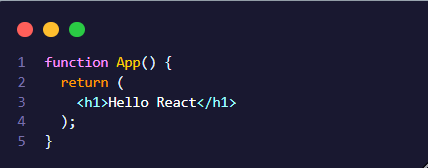 1 function App() {
2   return (
3     <h1>Hello React</h1>
4   );
5 }